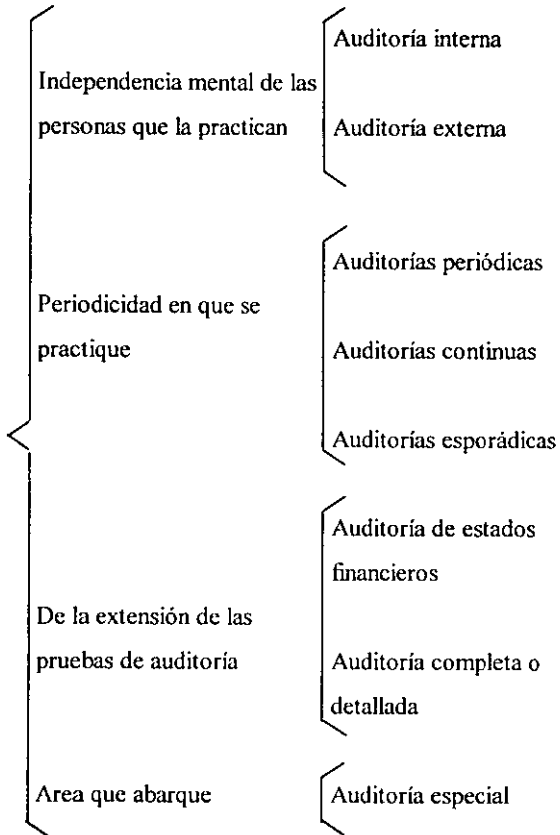 Independencia mental de las
personas que la practican
Auditoría interna
Auditoría externa
Periodicidad en que se
practique
Auditorías periódicas
Auditorías continuas
Auditorías esporádicas
De la extensión de las
pruebas de auditoría
Auditoría de estados
financieros
Auditoría completa o
detallada
Area que abarque
Auditoría especial